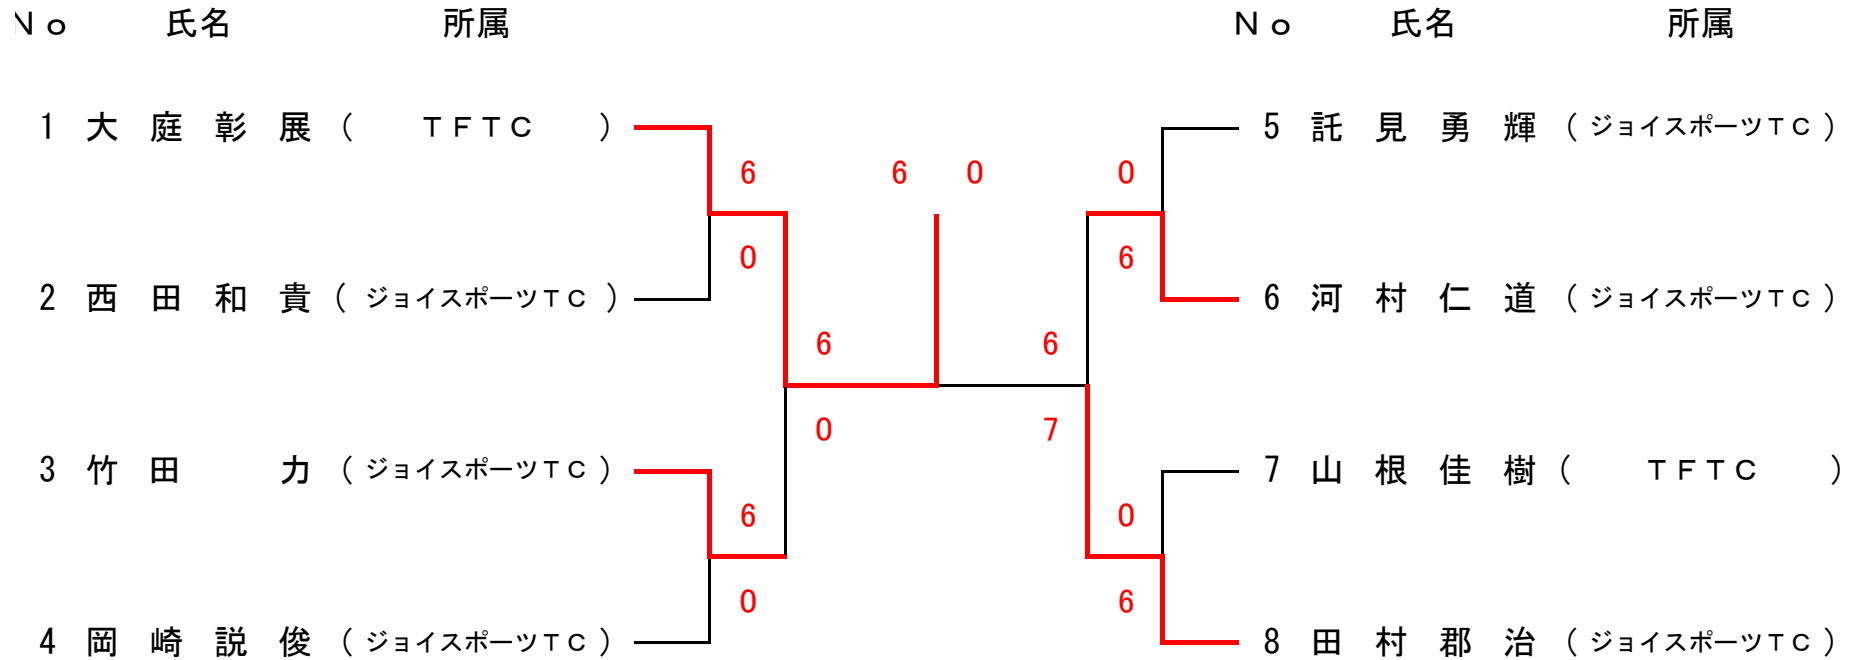 Ｎｏ 氏名 所属 Ｎｏ 氏名 所属
1 大庭彰展 （ ＴＦＴＣ ） 5 託見勇輝 （ ジョイスポーツＴＣ ）
6 6 0 0
0 6
2 西田和貴 （ ジョイスポーツＴＣ ） 6 河村仁道 （ ジョイスポーツＴＣ ）
6 6
0 7
3 竹田 力 （ ジョイスポーツＴＣ ） 7 山根佳樹 （ ＴＦＴＣ ）
6 0
0 6
4 岡崎説俊 （ ジョイスポーツＴＣ ） 8 田村郡治 （ ジョイスポーツＴＣ ）